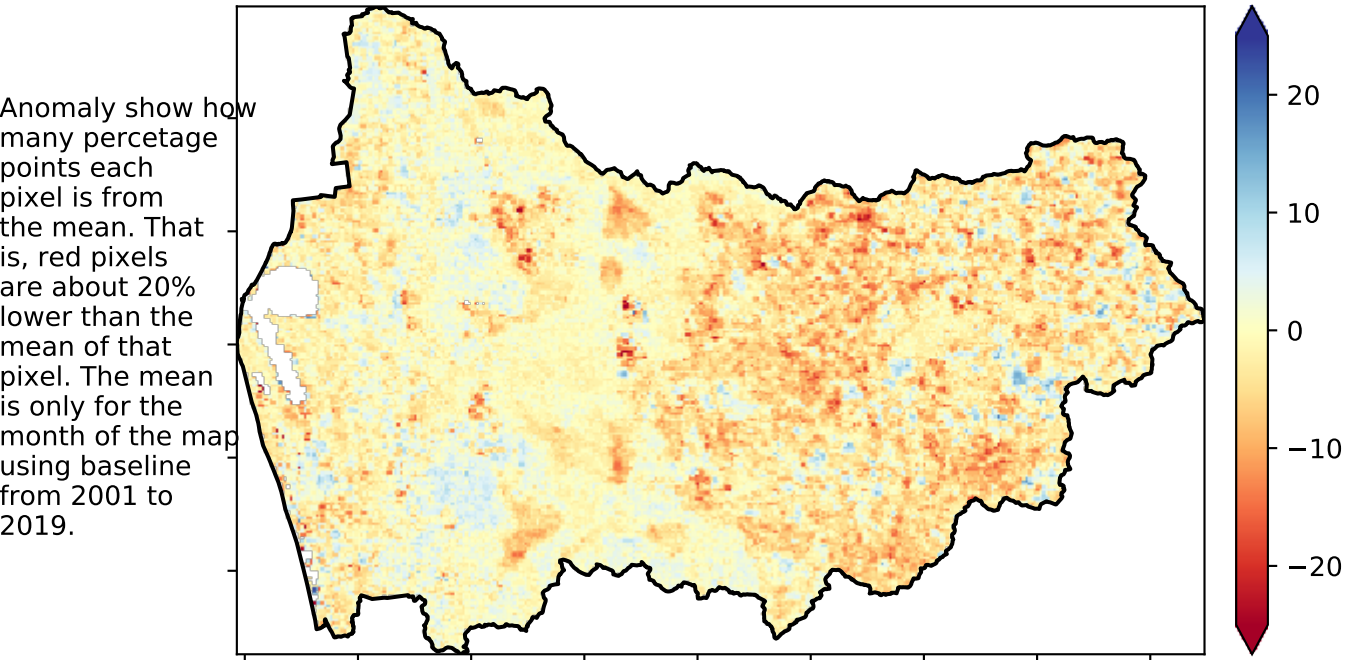 Anomaly show how
many percetage
points each
pixel is from
the mean. That
is, red pixels
are about 20%
lower than the
mean of that
pixel. The mean
is only for the
month of the map
using baseline
from 2001 to
2019.
20
10
0
−10
−20